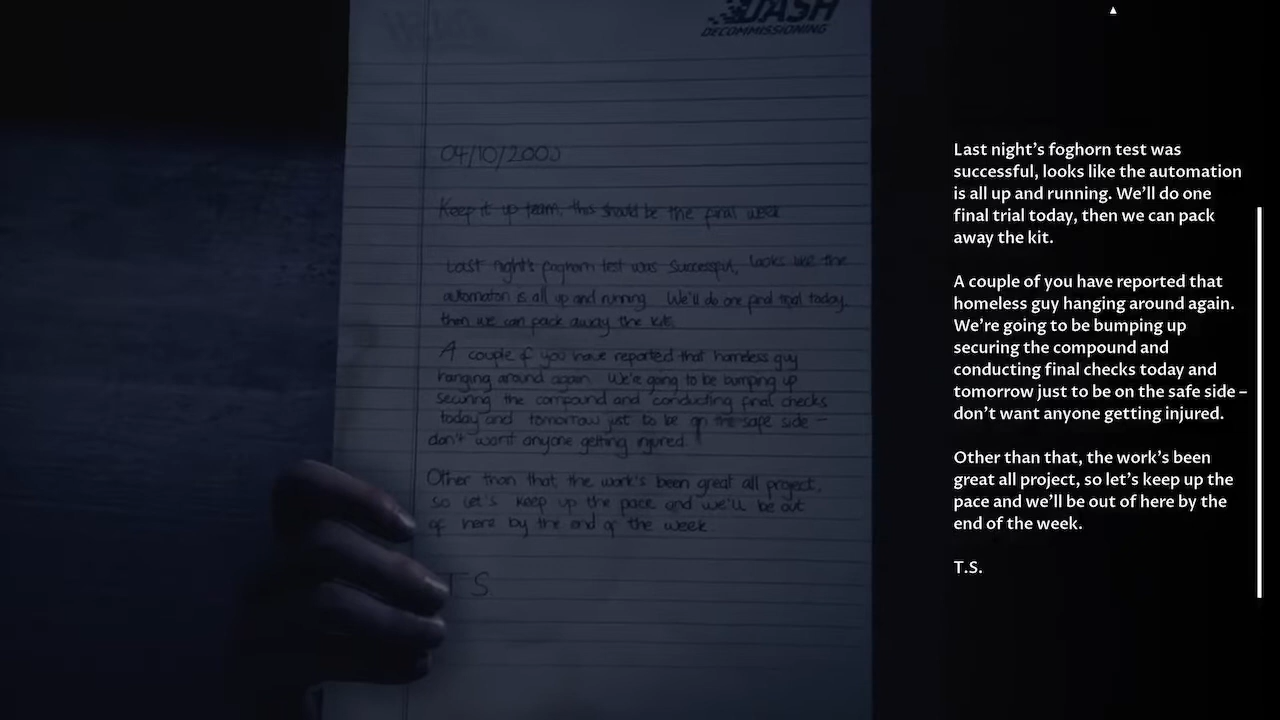 DASH
DECOMMISSIONING
04/10/2000
Keep it up team, this should be the final week
Last night's foghorn test was successful, looks like the
automation is all up and running. We'll do one final trial today,
then we can pack away the kit.
A couple of you have reported that homeless guy
hanging around again. We're going to be bumping up
securing the compound and conducting final checks
today and tomorrow just to be on the safe side –
don't want anyone getting injured.
Other than that, the work's been great all project,
so let's keep up the pace and we'll be out
of here by the end of the week.
T.S.
Last night’s foghorn test was
successful, looks like the automation
is all up and running. We’ll do one
final trial today, then we can pack
away the kit.
A couple of you have reported that
homeless guy hanging around again.
We’re going to be bumping up
securing the compound and
conducting final checks today and
tomorrow just to be on the safe side –
don’t want anyone getting injured.
Other than that, the work’s been
great all project, so let’s keep up the
pace and we’ll be out of here by the
end of the week.
T.S.